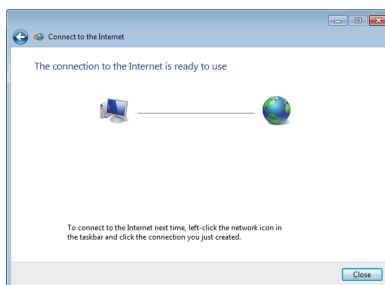 Connect to the Internet
The connection to the Internet is ready to use
To connect to the Internet next time, left-click the network icon in
the taskbar and click the connection you just created.
Close